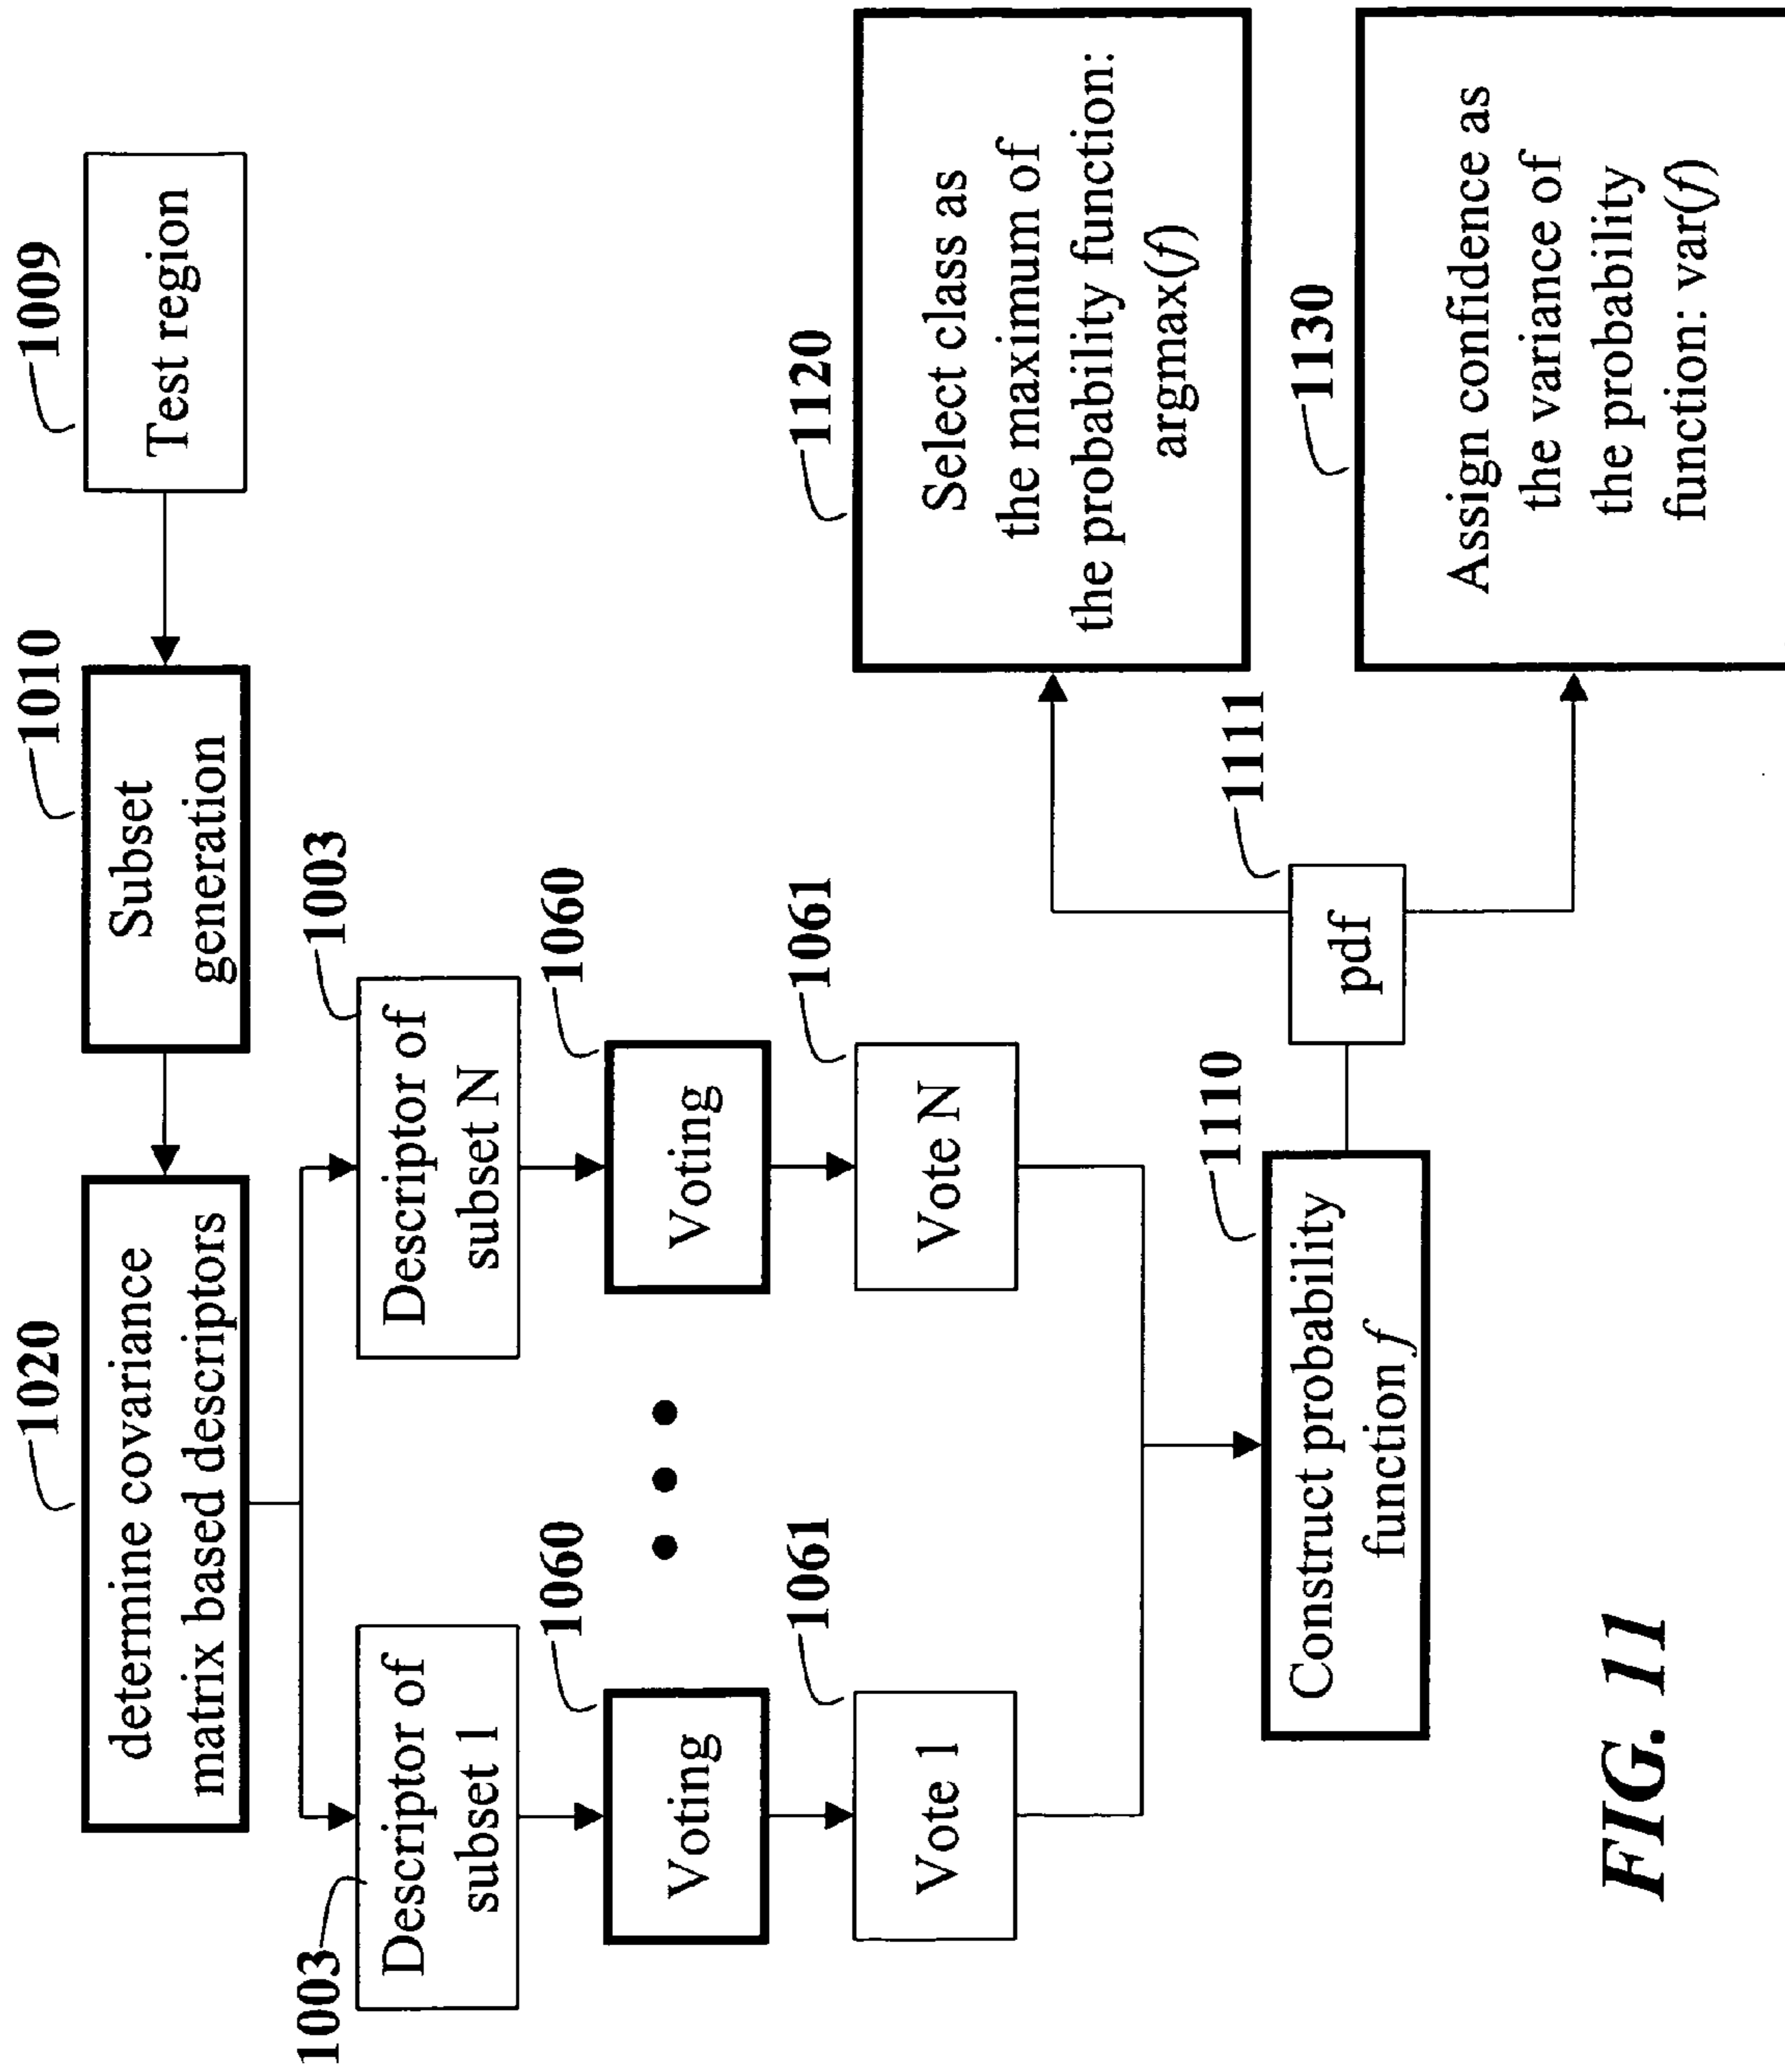 1020
determine covariance
matrix based descriptors
1010
Subset
generation
1009
Test region
1003
Descriptor of
subset 1
1003
Descriptor of
subset N
1060
Voting
1060
Voting
1061
Vote 1
1061
Vote N
1110
Construct probability
function f
1111
pdf
1120
Select class as
the maximum of
the probability function:
argmax(f)
1130
Assign confidence as
the variance of
the probability
function: var(f)
FIG. 11